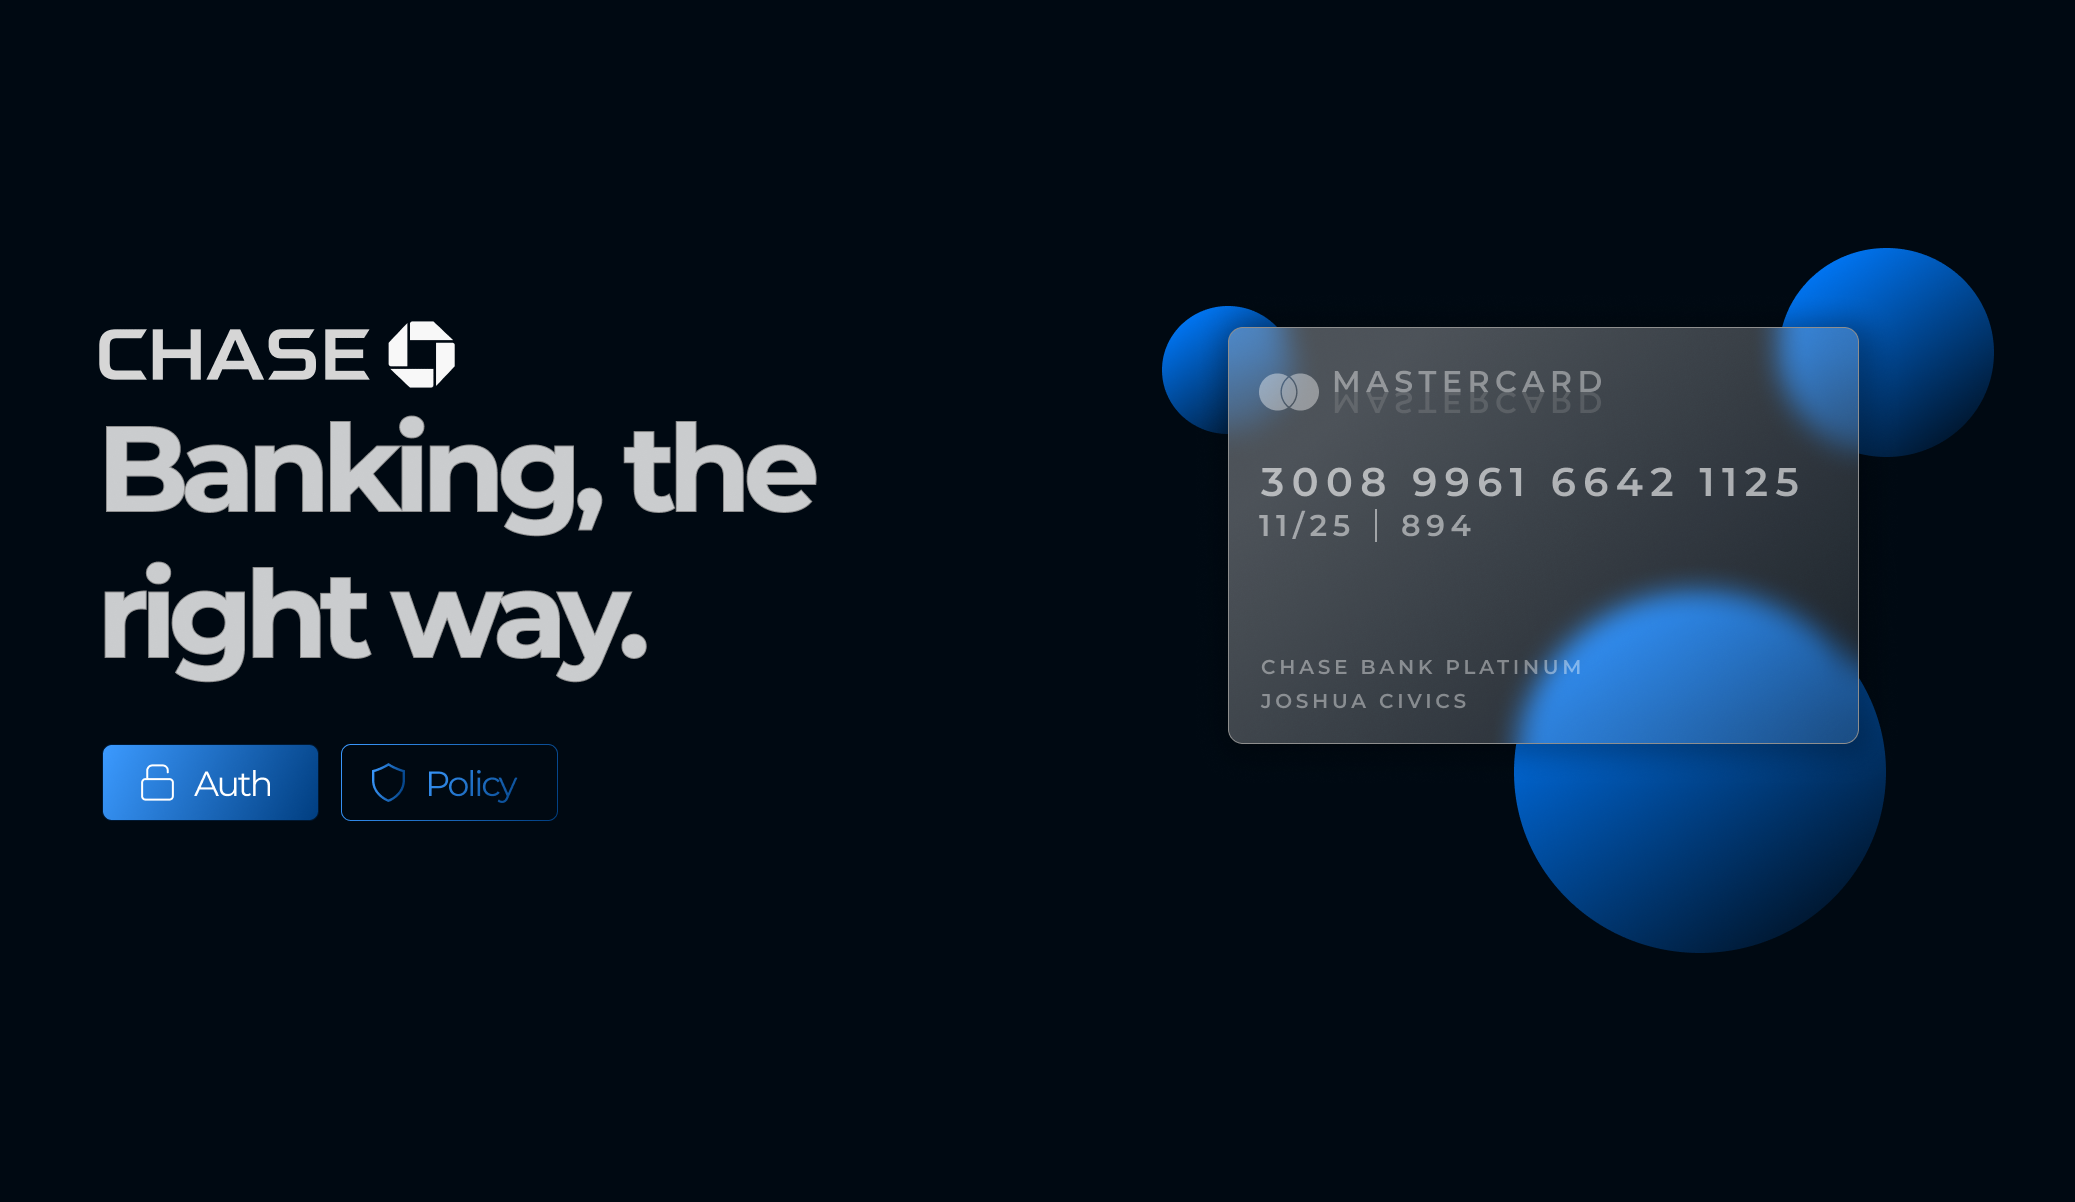 CHASE
Banking, the
right way.
Auth
Policy
MASTERCARD
3008 9961 6642 1125
11/25 | 894
CHASE BANK PLATINUM
JOSHUA CIVICS